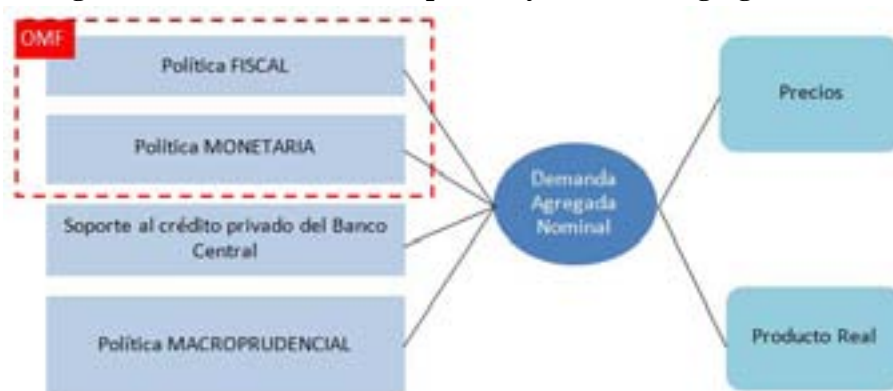 OMF
Política FISCAL
Política MONETARIA
Soporte al crédito privado del Banco
Central
Política MACROPRUDENCIAL
Demanda
Agregada
Nominal
Precios
Producto Real